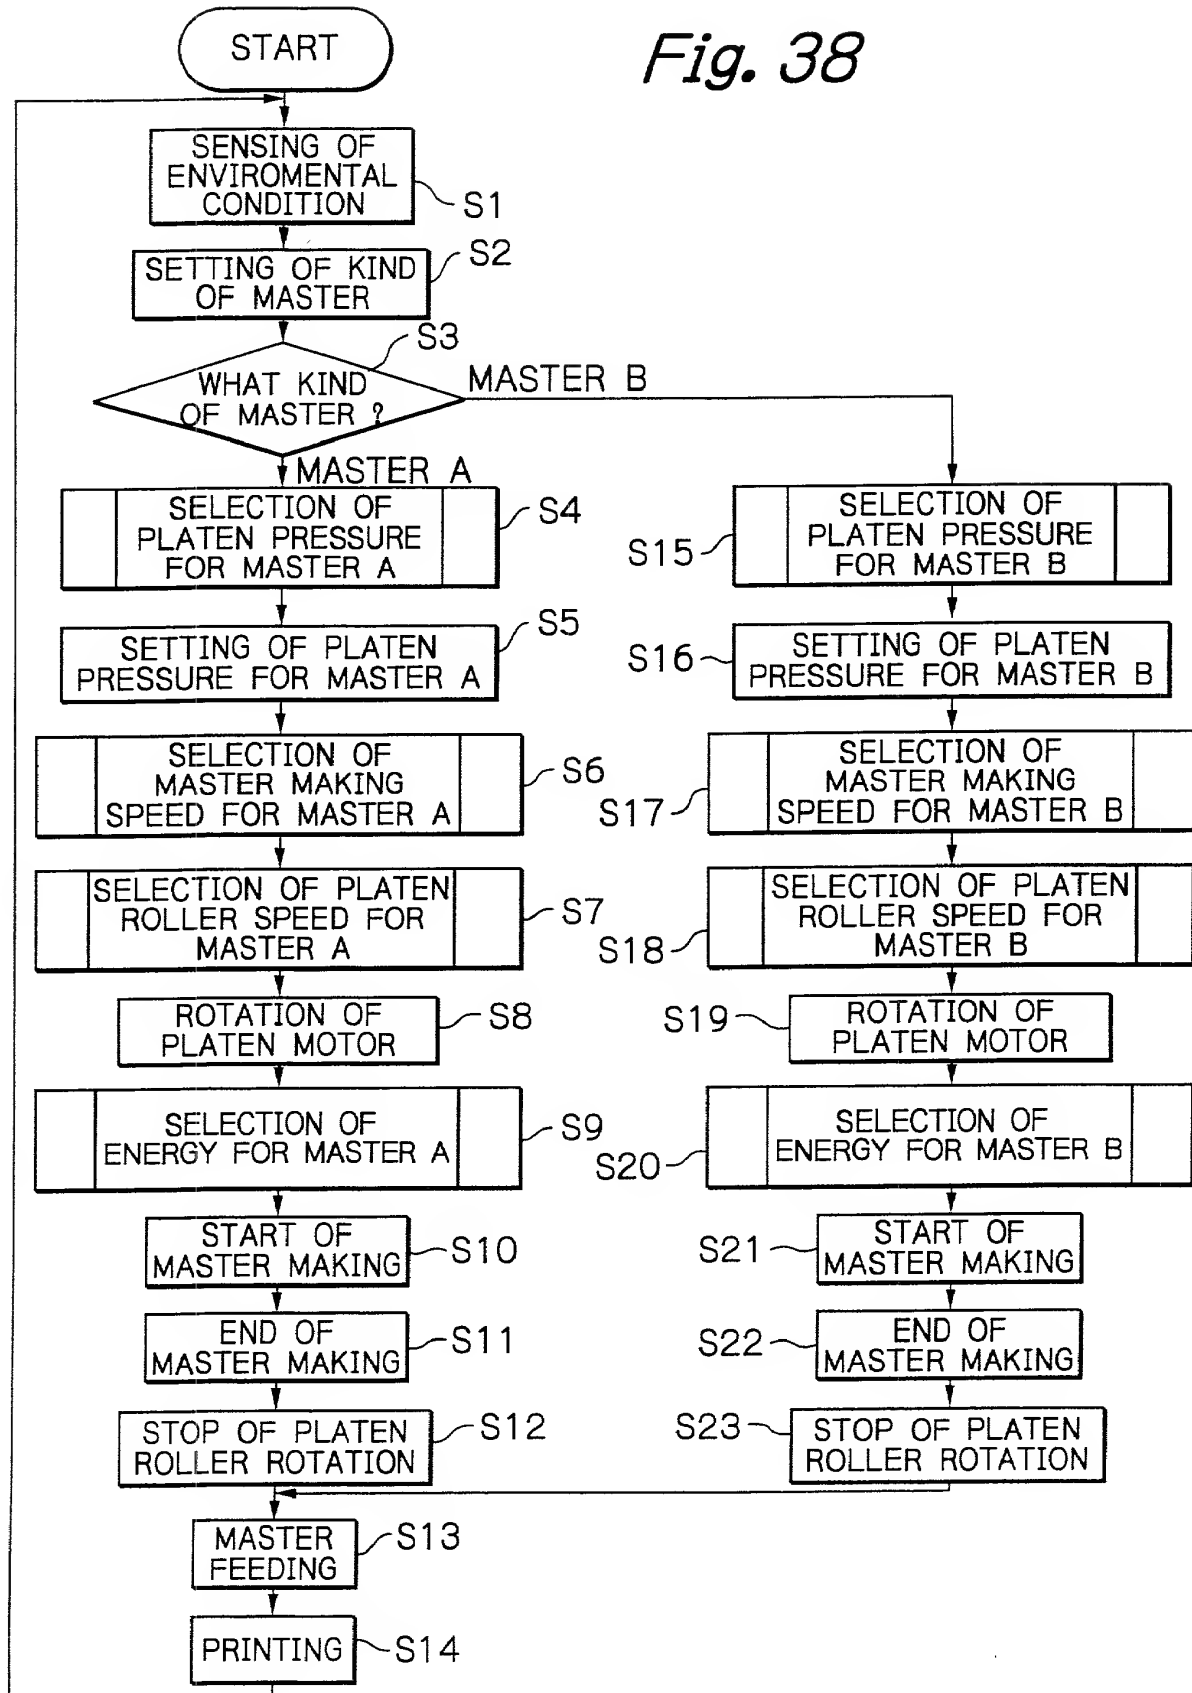 Fig. 38
START
SENSING OF
ENVIROMENTAL
CONDITION
S1
SETTING OF KIND
OF MASTER
S2
WHAT KIND
OF MASTER ?
S3
MASTER B
MASTER A
SELECTION OF
PLATEN PRESSURE
FOR MASTER A
S4
SETTING OF PLATEN
PRESSURE FOR MASTER A
S5
SELECTION OF
MASTER MAKING
SPEED FOR MASTER A
S6
SELECTION OF PLATEN
ROLLER SPEED FOR
MASTER A
S7
ROTATION OF
PLATEN MOTOR
S8
SELECTION OF
ENERGY FOR MASTER A
S9
START OF
MASTER MAKING
S10
END OF
MASTER MAKING
S11
STOP OF PLATEN
ROLLER ROTATION
S12
MASTER
FEEDING
S13
PRINTING
S14
SELECTION OF
PLATEN PRESSURE
FOR MASTER B
S15
SETTING OF PLATEN
PRESSURE FOR MASTER B
S16
SELECTION OF
MASTER MAKING
SPEED FOR MASTER B
S17
SELECTION OF PLATEN
ROLLER SPEED FOR
MASTER B
S18
ROTATION OF
PLATEN MOTOR
S19
SELECTION OF
ENERGY FOR MASTER B
S20
START OF
MASTER MAKING
S21
END OF
MASTER MAKING
S22
STOP OF PLATEN
ROLLER ROTATION
S23